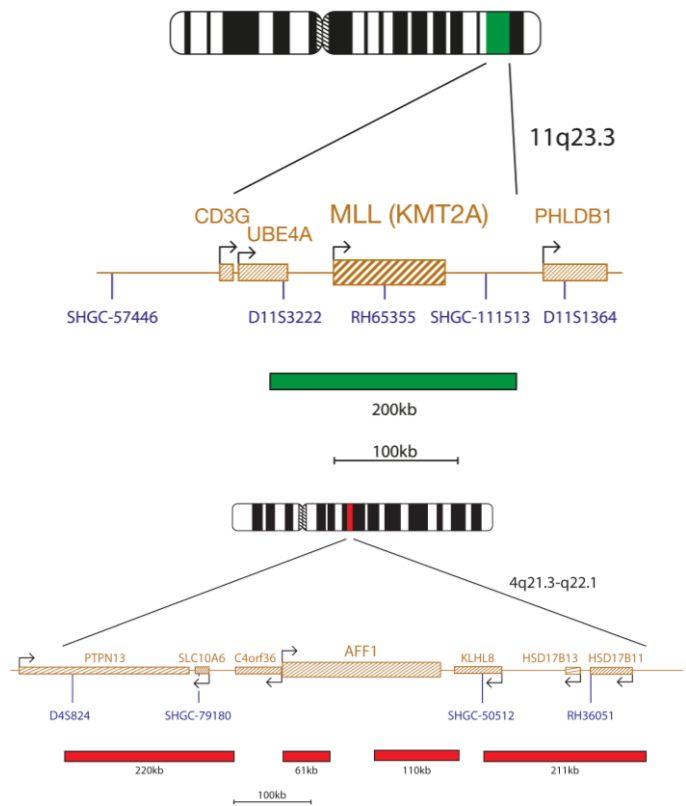 11q23.3
CD3G
UBE4A
MLL (KMT2A)
PHLDB1
SHGC-57446
D11S3222
RH65355
SHGC-111513
D11S1364
200kb
100kb
4q21.3-q22.1
PTPN13
SLC10A6
C4orf36
AFF1
KLHL8
HSD17B13
HSD17B11
D4S824
SHGC-79180
SHGC-50512
RH36051
220kb
61kb
110kb
211kb
100kb